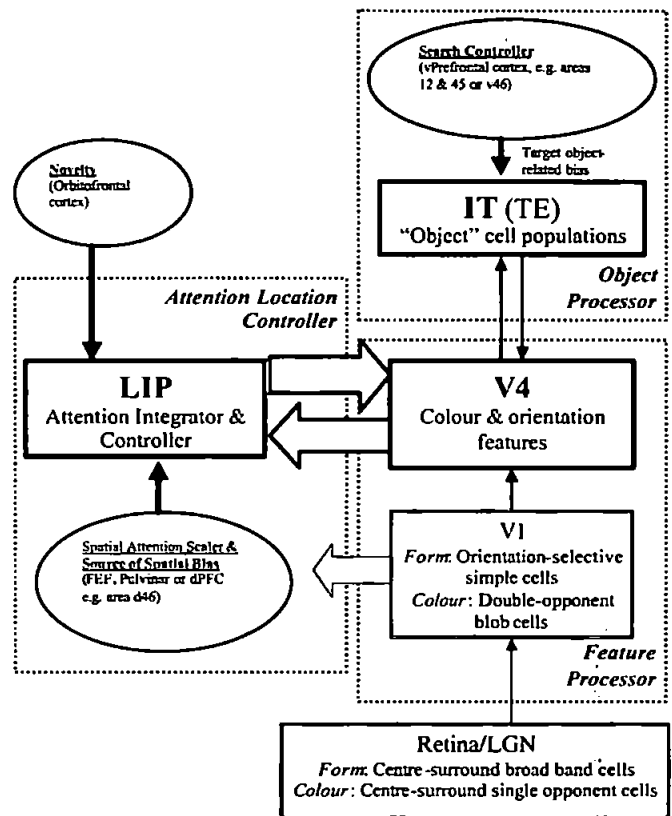 Search Controller
(vPrefrontal cortex, e.g. areas
12 & 45 or v46)
Target object-
related bias
IT (TE)
“Object” cell populations
Object
Processor
Novelty
(Orbitofrontal
cortex)
Attention Location
Controller
LIP
Attention Integrator &
Controller
V4
Colour & orientation
features
Spatial Attention Scaler &
Source of Spatial Bias
(FEF, Pulvinar or dPFC
e.g. area d46)
V1
Form: Orientation-selective
simple cells
Colour: Double-opponent
blob cells
Feature
Processor
Retina/LGN
Form: Centre-surround broad band cells
Colour: Centre-surround single opponent cells